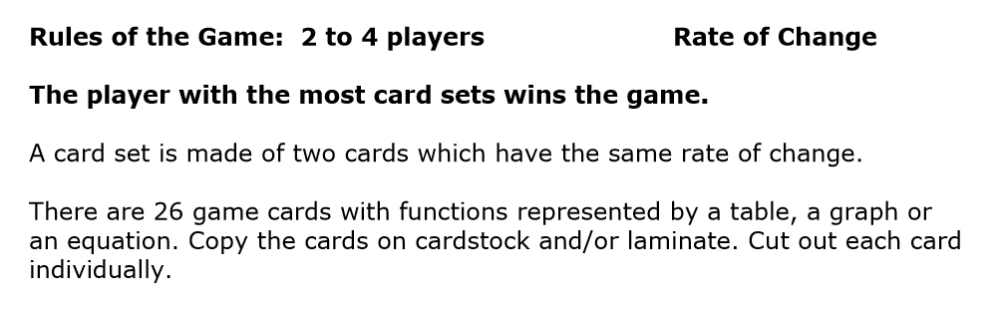 Rules of the Game:  2 to 4 players Rate of Change
The player with the most card sets wins the game.
A card set is made of two cards which have the same rate of change.
There are 26 game cards with functions represented by a table, a graph or
an equation. Copy the cards on cardstock and/or laminate. Cut out each card
individually.